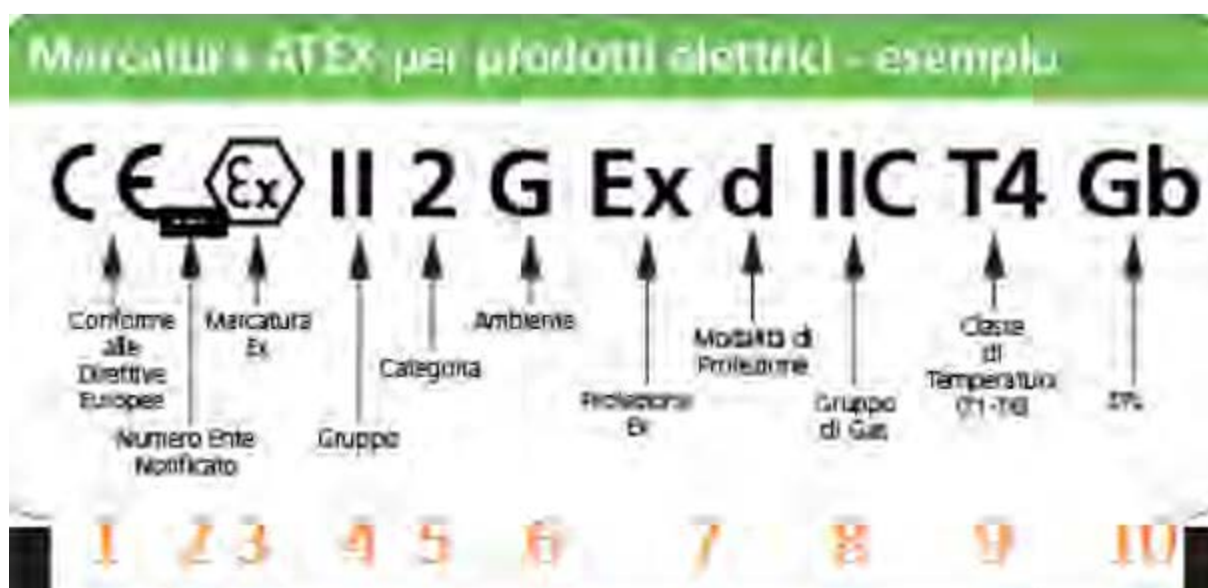 Marcatura ATEX per prodotti elettrici - esempio
CE Ex II 2 G Ex d IIC T4 Gb
Conforme
alle
Direttive
Europee
Numero Ente
Notificato
Marcatura
Ex
Gruppo
Categoria
Ambiente
Protezione
Ex
Modalità di
Protezione
Gruppo
di Gas
Classe
di
Temperatura
(T1-T6)
1 2 3 4 5 6 7 8 9 10